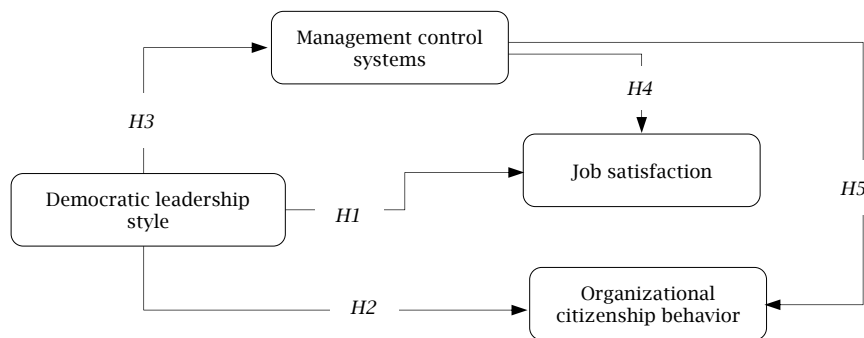 Management control
systems
H4
H3
Job satisfaction
Democratic leadership
style
H1
H5
Organizational
citizenship behavior
H2